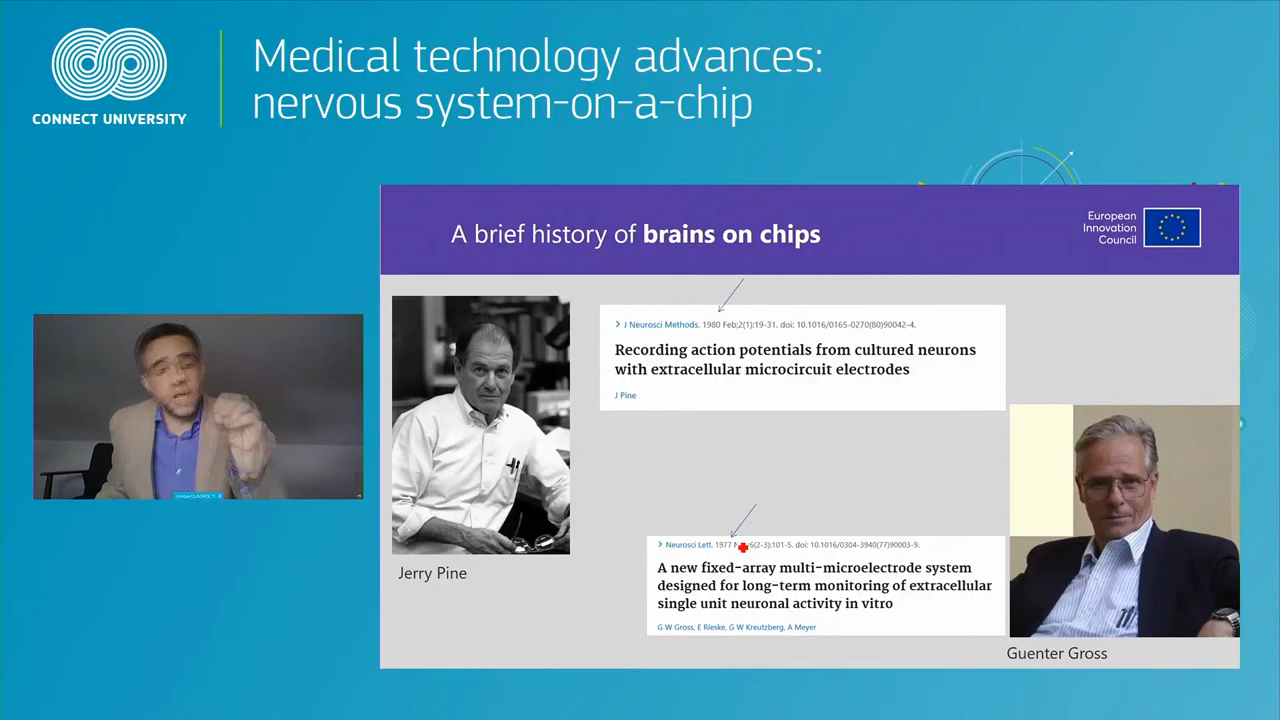 CONNECT UNIVERSITY
Medical technology advances:
nervous system-on-a-chip
A brief history of brains on chips
European
Innovation
Council
J Neurosci Methods. 1980 Feb;2(1):19-31. doi: 10.1016/0165-0270(80)90042-4.
Recording action potentials from cultured neurons
with extracellular microcircuit electrodes
J Pine
Jerry Pine
Neurosci Lett. 1977 6(2-3):101-5. doi: 10.1016/0304-3940(77)90003-9.
A new fixed-array multi-microelectrode system
designed for long-term monitoring of extracellular
single unit neuronal activity in vitro
G W Gross, E Rieske, G W Kreutzberg, A Meyer
Guenter Gross